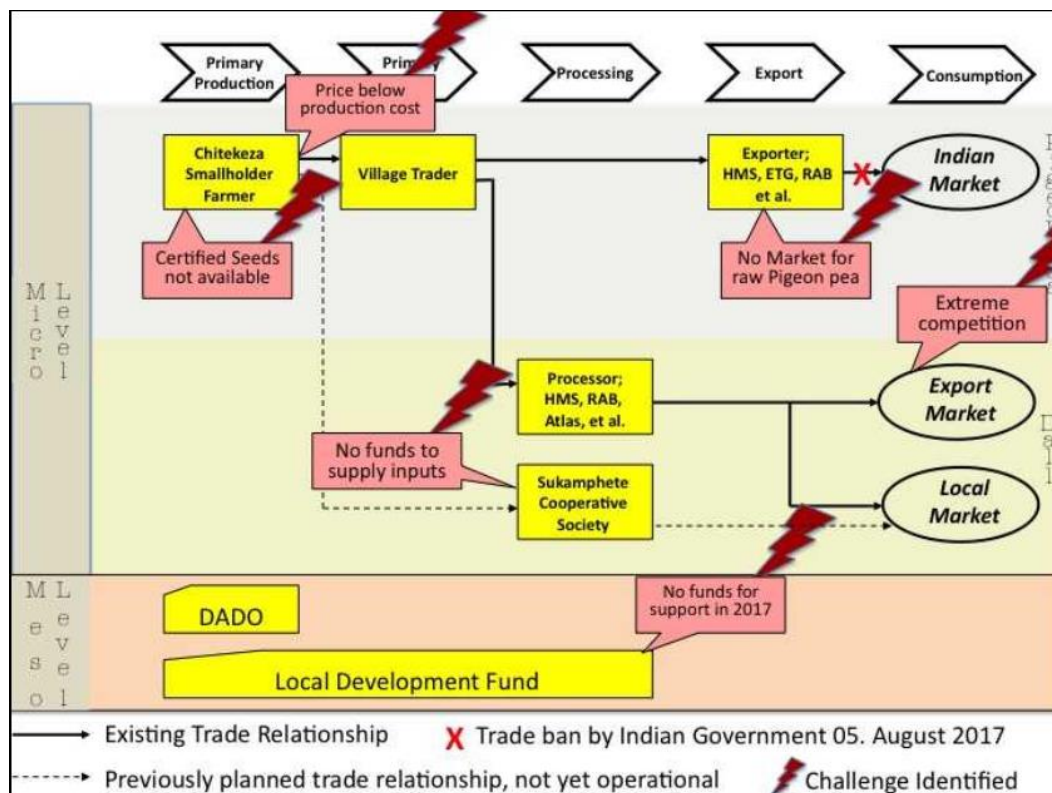 Primary
Production
Primary
Processing
Export
Consumption
Price below
production cost
Chitekeza
Smallholder
Farmer
Village Trader
Exporter;
HMS, ETG, RAB
et al.
Indian
Market
Certified Seeds
not available
No Market for
raw Pigeon pea
Extreme
competition
Micro
Level
Processor;
HMS, RAB,
Atlas, et al.
Export
Market
Dall
No funds to
supply inputs
Sukamphete
Cooperative
Society
Local
Market
Meso
Level
DADO
No funds for
support in 2017
Local Development Fund
Existing Trade Relationship
X Trade ban by Indian Government 05. August 2017
Previously planned trade relationship, not yet operational
Challenge Identified